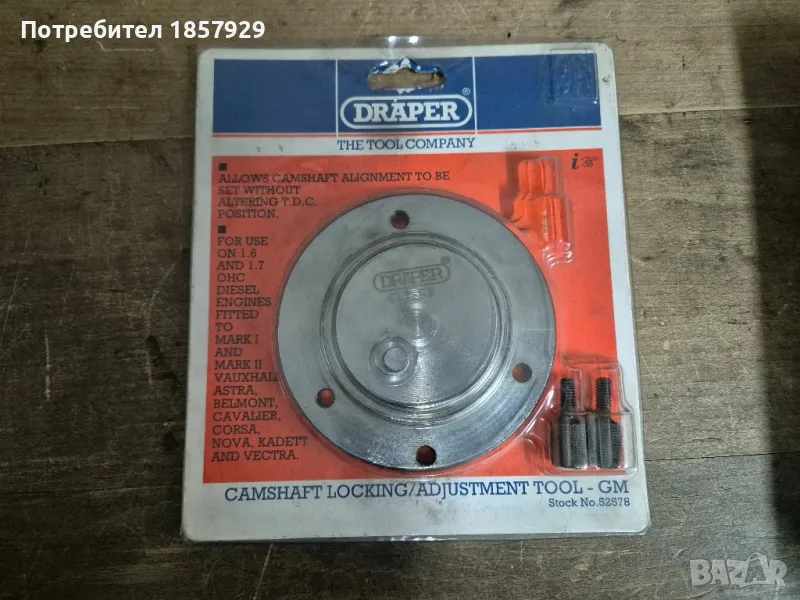 Потребител 1857929
DRAPER®
THE TOOL COMPANY
i
■ ALLOWS CAMSHAFT ALIGNMENT TO BE
SET WITHOUT
ALTERING T.D.C.
POSITION.
■ FOR USE
ON 1.6
AND 1.7
OHC
DIESEL
ENGINES
FITTED
TO
MARK I
AND
MARK II
VAUXHALL
ASTRA,
BELMONT,
CAVALIER,
CORSA,
NOVA, KADETT
AND VECTRA.
DRAPER
CAMSHAFT LOCKING/ADJUSTMENT TOOL - GM
Stock No.52578
BAZAR